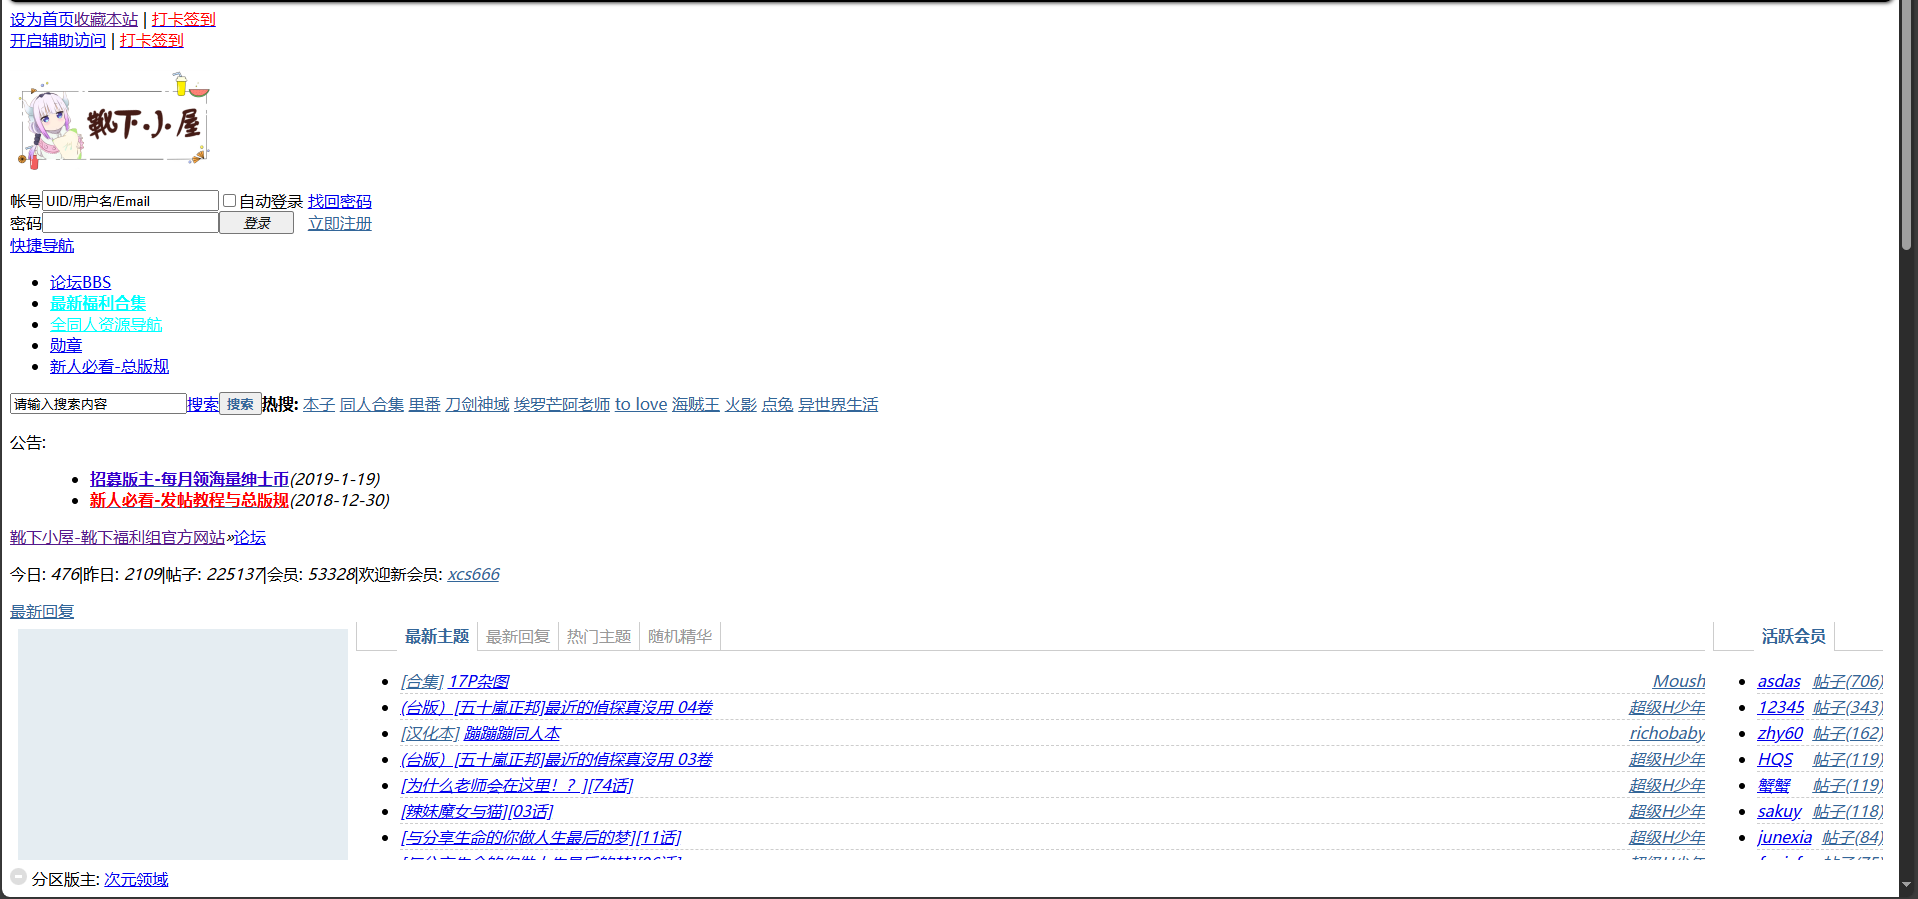 设为首页收藏本站 | 打卡签到
开启辅助访问 | 打卡签到
靴下小屋
帐号 UID/用户名/Email 自动登录 找回密码
密码 登录 立即注册
快捷导航
论坛BBS
最新福利合集
全同人资源导航
勋章
新人必看-总版规
请输入搜索内容 搜索 搜索 热搜: 本子 同人合集 里番 刀剑神域 埃罗芒阿老师 to love 海贼王 火影 点兔 异世界生活
公告:
招募版主-每月领海量绅士币(2019-1-19)
新人必看-发帖教程与总版规(2018-12-30)
靴下小屋-靴下福利组官方网站»论坛
今日: 476|昨日: 2109|帖子: 225137|会员: 53328|欢迎新会员: xcs666
最新回复
最新主题 最新回复 热门主题 随机精华 活跃会员
[合集] 17P杂图 Moush asdas 帖子(706)
(台版）[五十嵐正邦]最近的偵探真沒用 04卷 超级H少年 12345 帖子(343)
[汉化本] 蹦蹦蹦同人本 richobaby zhy60 帖子(162)
(台版）[五十嵐正邦]最近的偵探真沒用 03卷 超级H少年 HQS 帖子(119)
[为什么老师会在这里！？][74话] 超级H少年 蟹蟹 帖子(119)
[辣妹魔女与猫][03话] 超级H少年 sakuy 帖子(118)
[与分享生命的你做人生最后的梦][11话] 超级H少年 junexia 帖子(84)
分区版主: 次元领域